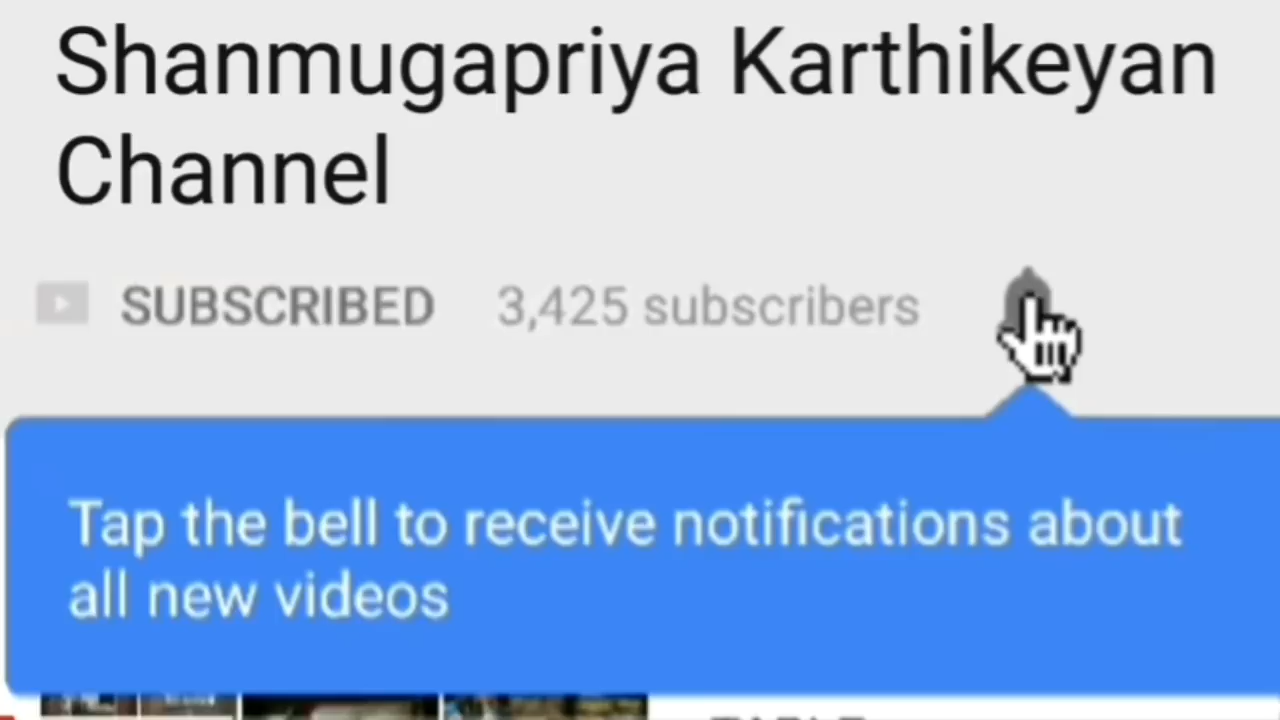 Shanmugapriya Karthikeyan
Channel
SUBSCRIBED 3,425 subscribers
Tap the bell to receive notifications about
all new videos